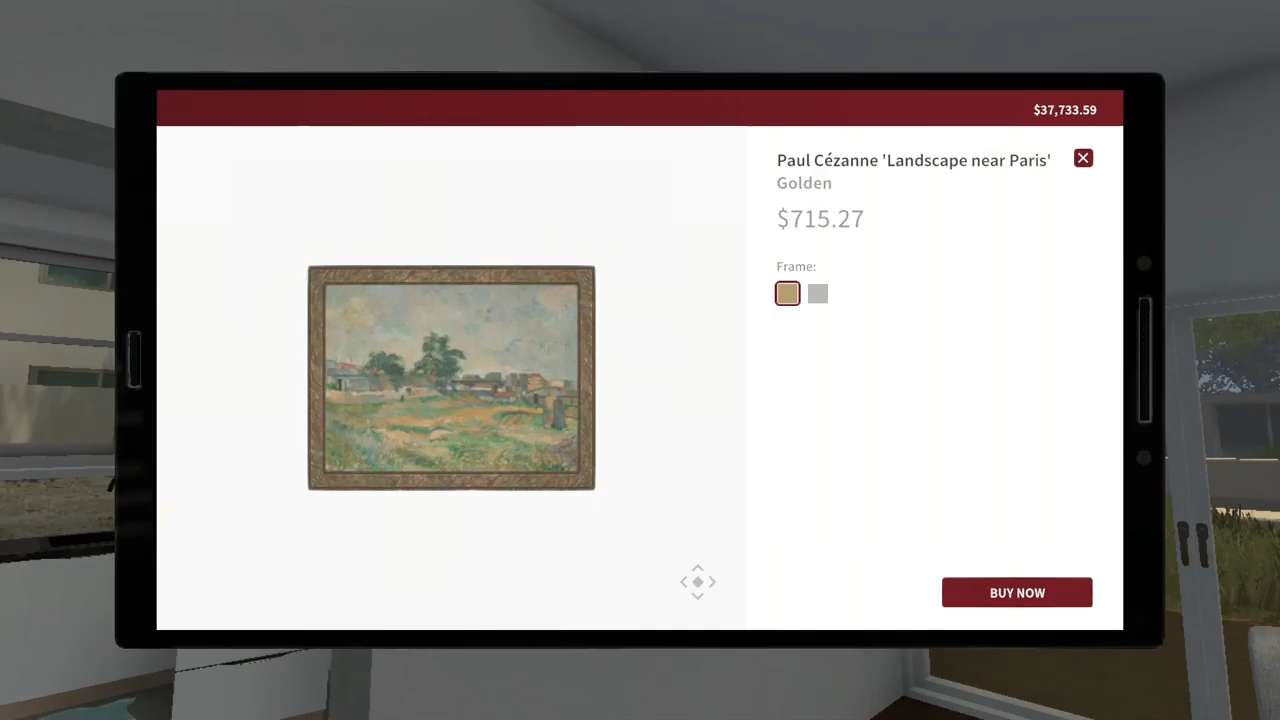 $37,733.59
Paul Cézanne 'Landscape near Paris'
Golden
$715.27
Frame:
BUY NOW